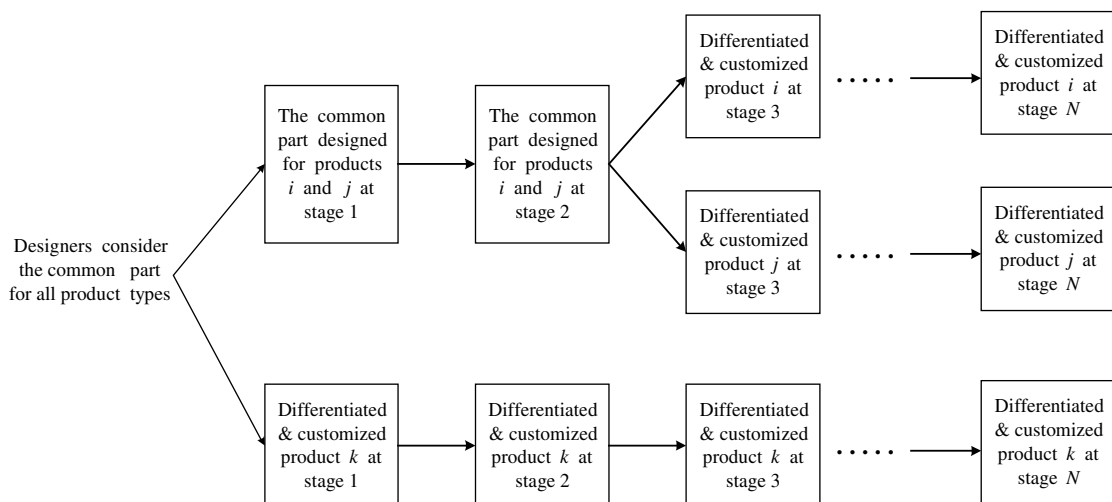 Designers consider
the common part
for all product types
The common
part designed
for products
i and j at
stage 1
The common
part designed
for products
i and j at
stage 2
Differentiated
& customized
product i at
stage 3
.....
Differentiated
& customized
product i at
stage N
Differentiated
& customized
product j at
stage 3
.....
Differentiated
& customized
product j at
stage N
Differentiated
& customized
product k at
stage 1
Differentiated
& customized
product k at
stage 2
Differentiated
& customized
product k at
stage 3
.....
Differentiated
& customized
product k at
stage N